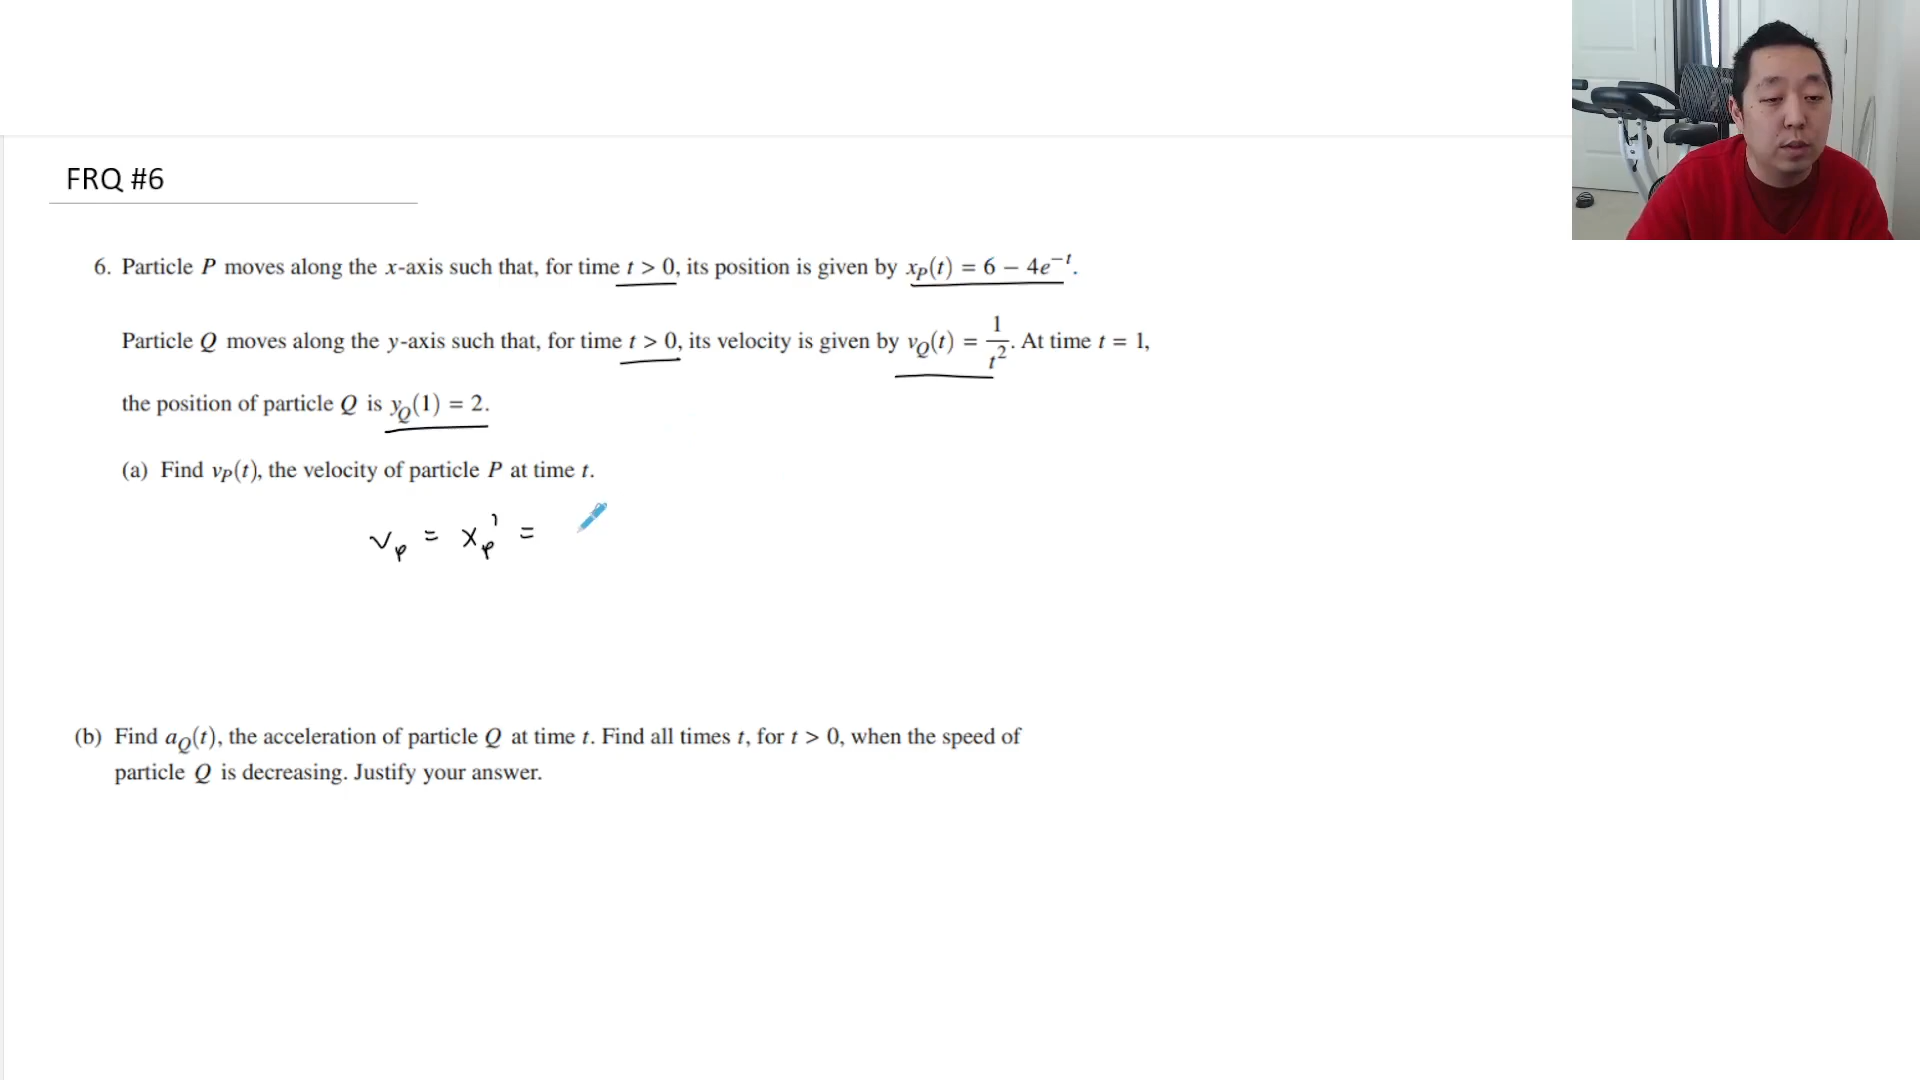 FRQ #6
6. Particle P moves along the x-axis such that, for time t > 0, its position is given by x_P(t) = 6 − 4e^{−t}.
Particle Q moves along the y-axis such that, for time t > 0, its velocity is given by v_Q(t) = 1/t^2. At time t = 1,
the position of particle Q is y_Q(1) = 2.
(a) Find v_P(t), the velocity of particle P at time t.
v_p = x_p' =
(b) Find a_Q(t), the acceleration of particle Q at time t. Find all times t, for t > 0, when the speed of
particle Q is decreasing. Justify your answer.